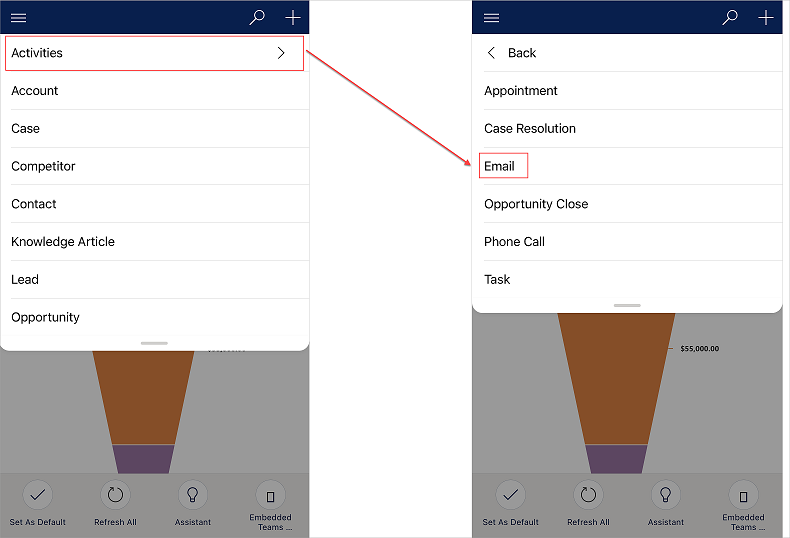 Activities
Account
Case
Competitor
Contact
Knowledge Article
Lead
Opportunity
Set As Default
Refresh All
Assistant
Embedded
Teams ...
Back
Appointment
Case Resolution
Email
Opportunity Close
Phone Call
Task
$55,000.00
Set As Default
Refresh All
Assistant
Embedded
Teams ...